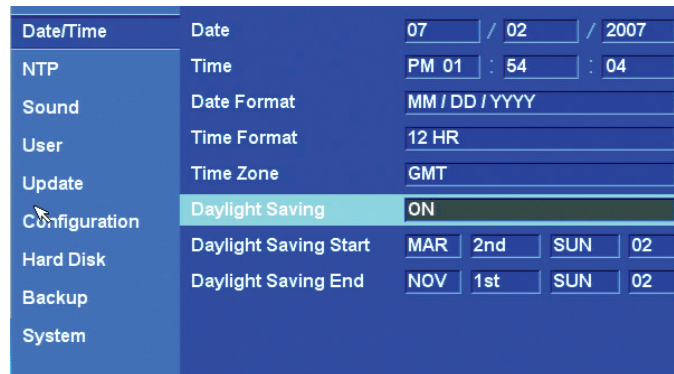 Date/Time
NTP
Sound
User
Update
Configuration
Hard Disk
Backup
System
Date 07 / 02 / 2007
Time PM 01 : 54 : 04
Date Format MM / DD / YYYY
Time Format 12 HR
Time Zone GMT
Daylight Saving ON
Daylight Saving Start MAR 2nd SUN 02
Daylight Saving End NOV 1st SUN 02